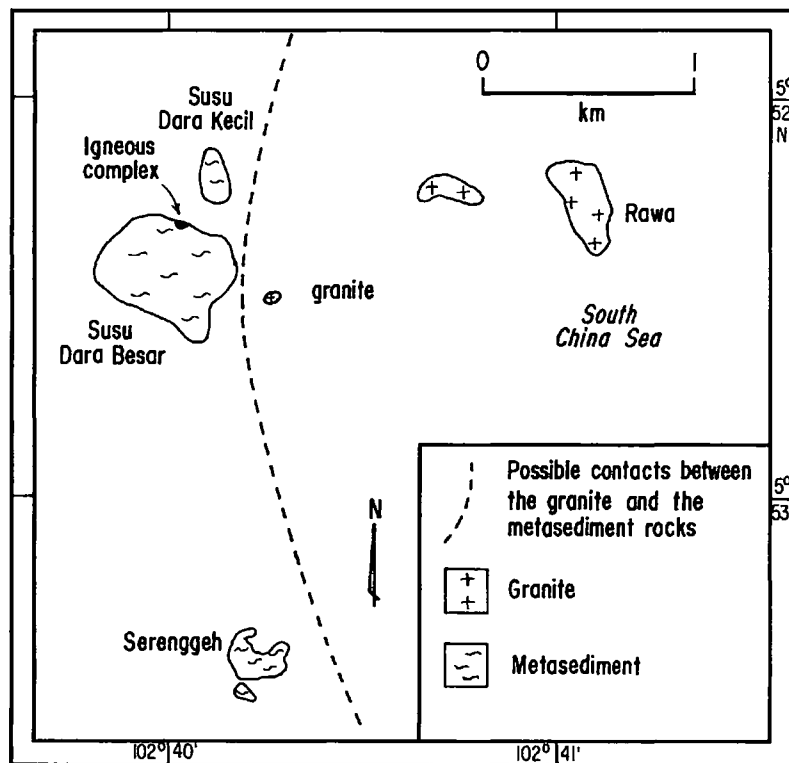 0 1
km
5°
52'
N
Susu
Dara Kecil
Igneous
complex
Rawa
granite
South
China Sea
Susu
Dara Besar
Possible contacts between
the granite and the
metasediment rocks
5°
53'
N
Granite
Serenggeh
Metasediment
102° 40'
102° 41'